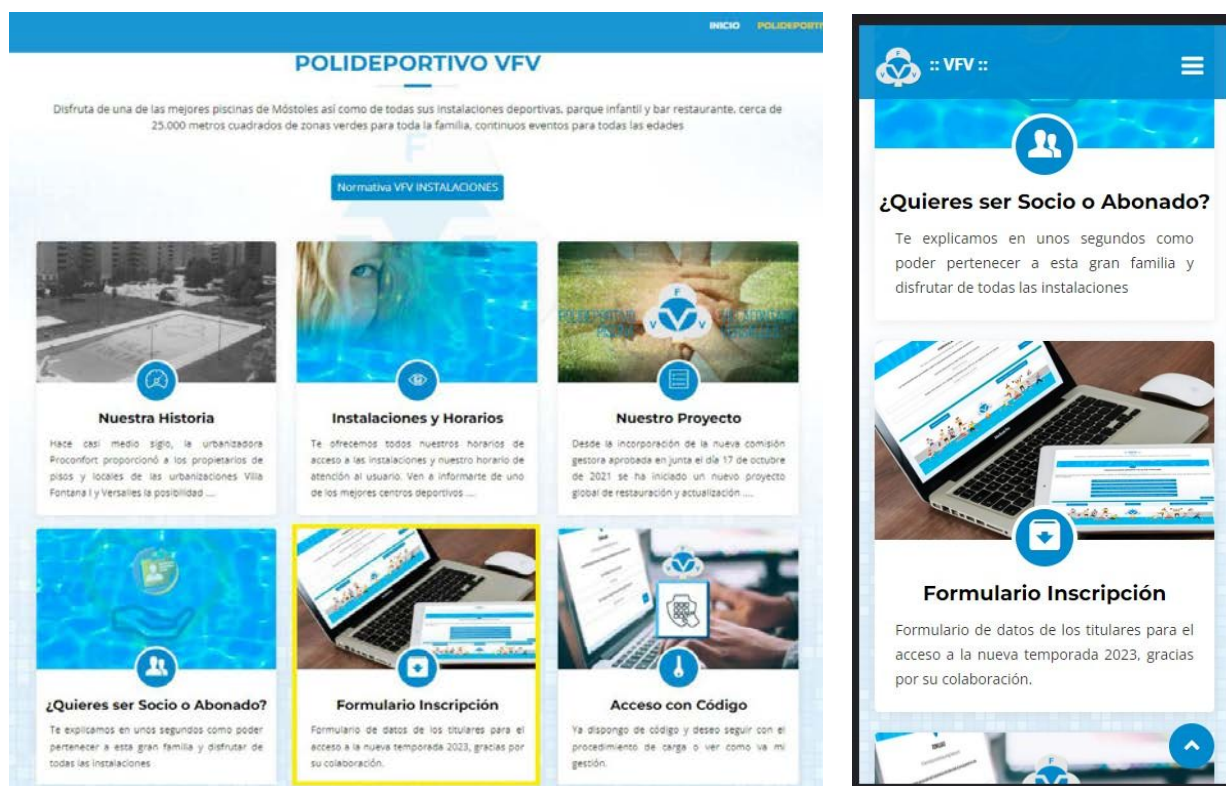 INICIO
POLIDEPORTIVO VFV
Disfruta de una de las mejores piscinas de Móstoles así como de todas sus instalaciones deportivas, parque infantil y bar restaurante, cerca de
25.000 metros cuadrados de zonas verdes para toda la familia, continuos eventos para todas las edades
F
Normativa VFV INSTALACIONES
F
V V V
Nuestra Historia
Hace casi medio siglo, la urbanizadora
Proconfort proporcionó a los propietarios de
pisos y locales de las urbanizaciones Villa
Fontana I y Versalles la posibilidad ....
Instalaciones y Horarios
Te ofrecemos todos nuestros horarios de
acceso a las instalaciones y nuestro horario de
atención al usuario. Ven a informarte de uno
de los mejores centros deportivos ....
Nuestro Proyecto
Desde la incorporación de la nueva comisión
gestora aprobada en junta el día 17 de octubre
de 2021 se ha iniciado un nuevo proyecto
global de restauración y actualización ....
¿Quieres ser Socio o Abonado?
Te explicamos en unos segundos como poder
pertenecer a esta gran familia y disfrutar de
todas las instalaciones
Formulario Inscripción
Formulario de datos de los titulares para el
acceso a la nueva temporada 2023, gracias por
su colaboración.
Acceso con Código
Ya dispongo de código y deseo seguir con el
procedimiento de carga o ver como va mi
gestión.
F
V V V
:: VFV ::
¿Quieres ser Socio o Abonado?
Te explicamos en unos segundos como
poder pertenecer a esta gran familia y
disfrutar de todas las instalaciones
Formulario Inscripción
Formulario de datos de los titulares para el
acceso a la nueva temporada 2023, gracias
por su colaboración.
F